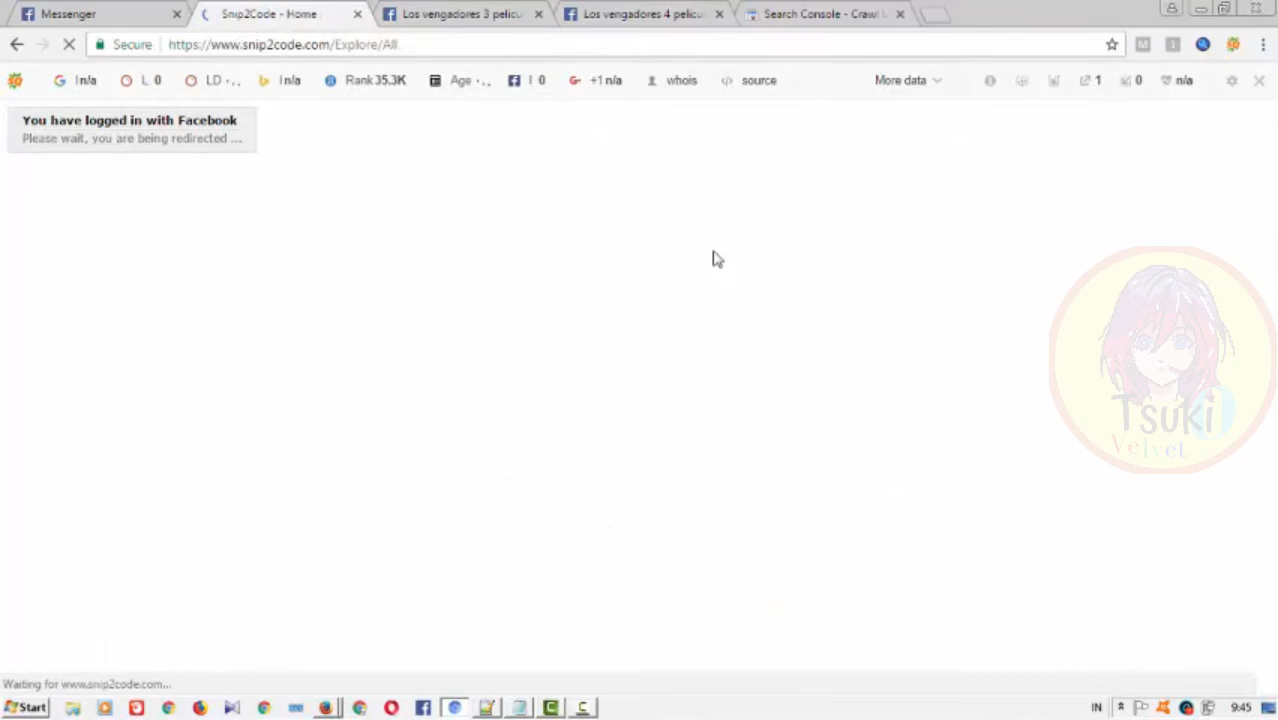 Messenger
Snip2Code - Home
Los vengadores 3 pelicu
Los vengadores 4 pelicu
Search Console - Crawl
Secure
https://www.snip2code.com/Explore/All
I n/a
L 0
LD
I n/a
Rank 35.3K
Age
I 0
+1 n/a
whois
source
More data
1
0
n/a
You have logged in with Facebook
Please wait, you are being redirected ...
Tsuki
Velvet
Waiting for www.snip2code.com...
Start
IN
9:45